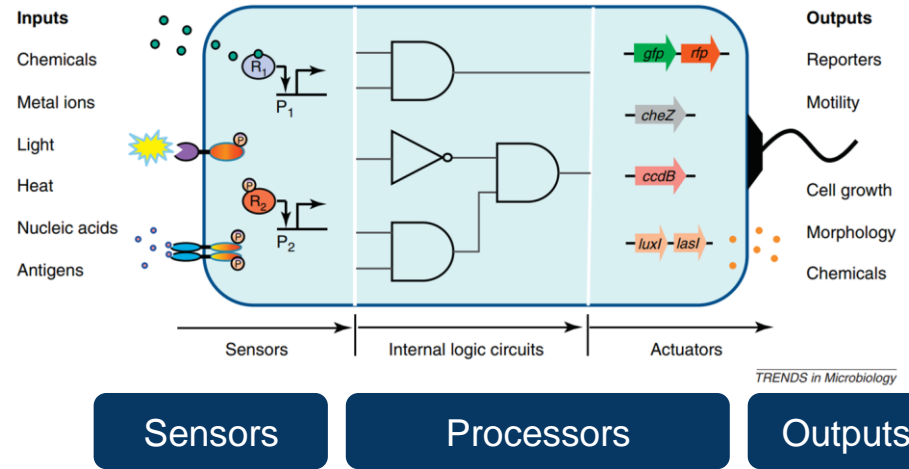 Inputs
Chemicals
Metal ions
Light
Heat
Nucleic acids
Antigens
R1
P1
P
P
R2
P2
P
P
gfp rfp
cheZ
ccdB
luxI lasI
Outputs
Reporters
Motility
Cell growth
Morphology
Chemicals
Sensors
Internal logic circuits
Actuators
TRENDS in Microbiology
Sensors
Processors
Outputs